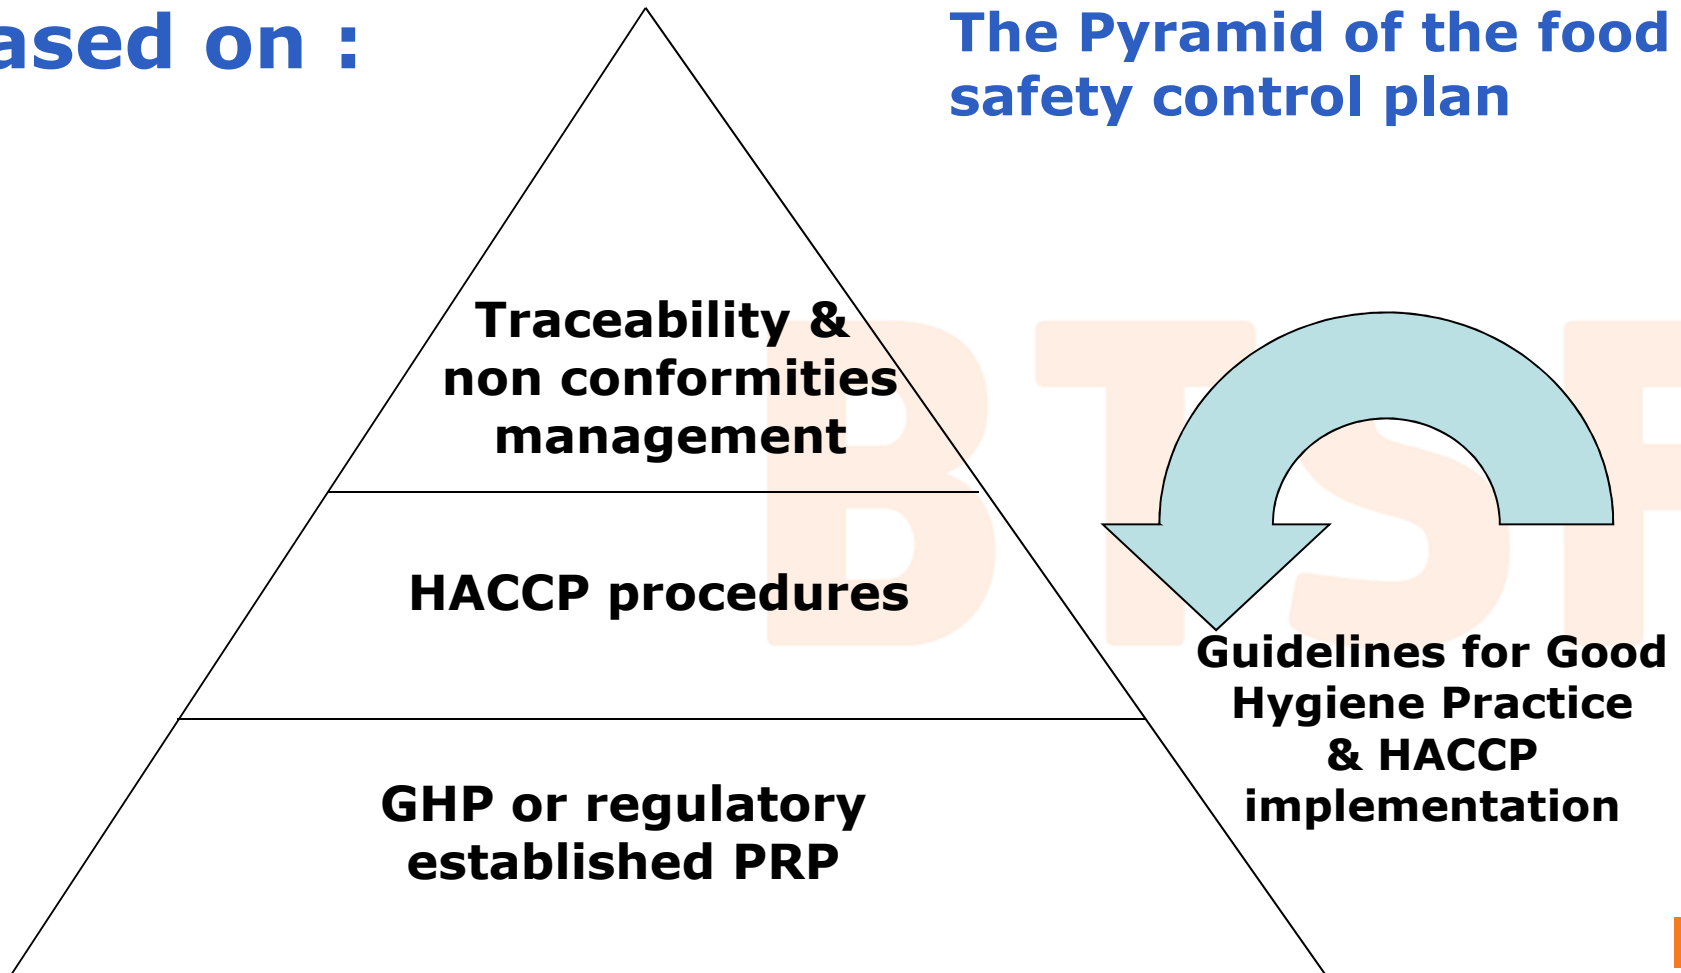 ased on :
The Pyramid of the food
safety control plan
Traceability &
non conformities
management
HACCP procedures
GHP or regulatory
established PRP
Guidelines for Good
Hygiene Practice
& HACCP
implementation
BTSF